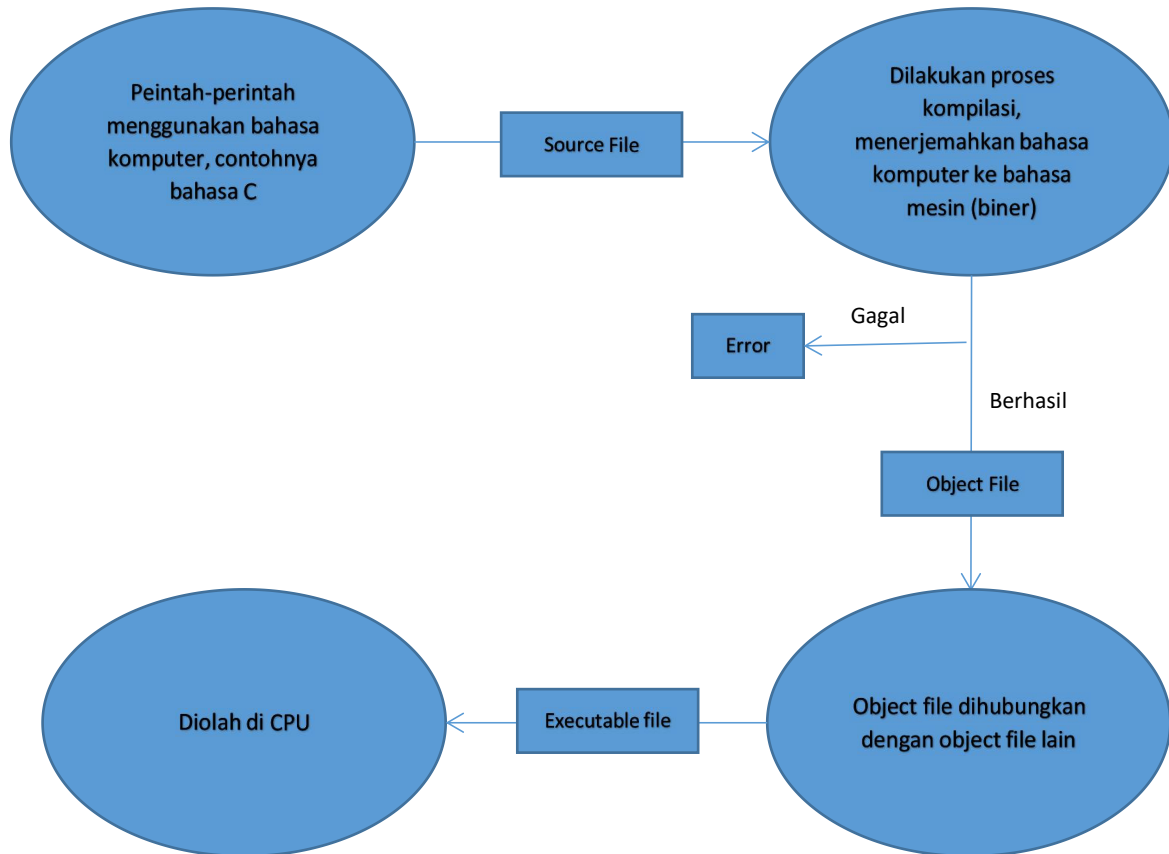 Peintah-perintah
menggunakan bahasa
komputer, contohnya
bahasa C
Source File
Dilakukan proses
kompilasi,
menerjemahkan bahasa
komputer ke bahasa
mesin (biner)
Gagal
Error
Berhasil
Object File
Object file dihubungkan
dengan object file lain
Executable file
Diolah di CPU